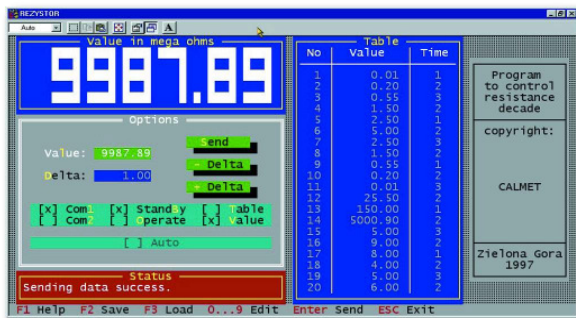 REZYSTOR
Auto
A
Value in mega ohms
9987.89
Options
Value: 9987.89
Delta: 1.00
Send
- Delta
+ Delta
[x] Com1 [x] StandBy [ ] Table
[ ] Com2 [ ] Operate [x] Value
[ ] Auto
Status
Sending data success.
Table
No Value Time
1 0.01 1
2 0.20 2
3 0.55 3
4 1.50 2
5 2.50 1
6 5.00 2
7 2.50 3
8 1.50 2
9 0.55 1
10 0.20 2
11 0.01 3
12 25.50 2
13 150.00 1
14 5000.90 2
15 5.00 3
16 9.00 2
17 8.00 1
18 4.00 2
19 5.00 3
20 6.00 2
Program
to control
resistance
decade
copyright:
CALMET
Zielona Gora
1997
F1 Help F2 Save F3 Load 0...9 Edit Enter Send ESC Exit